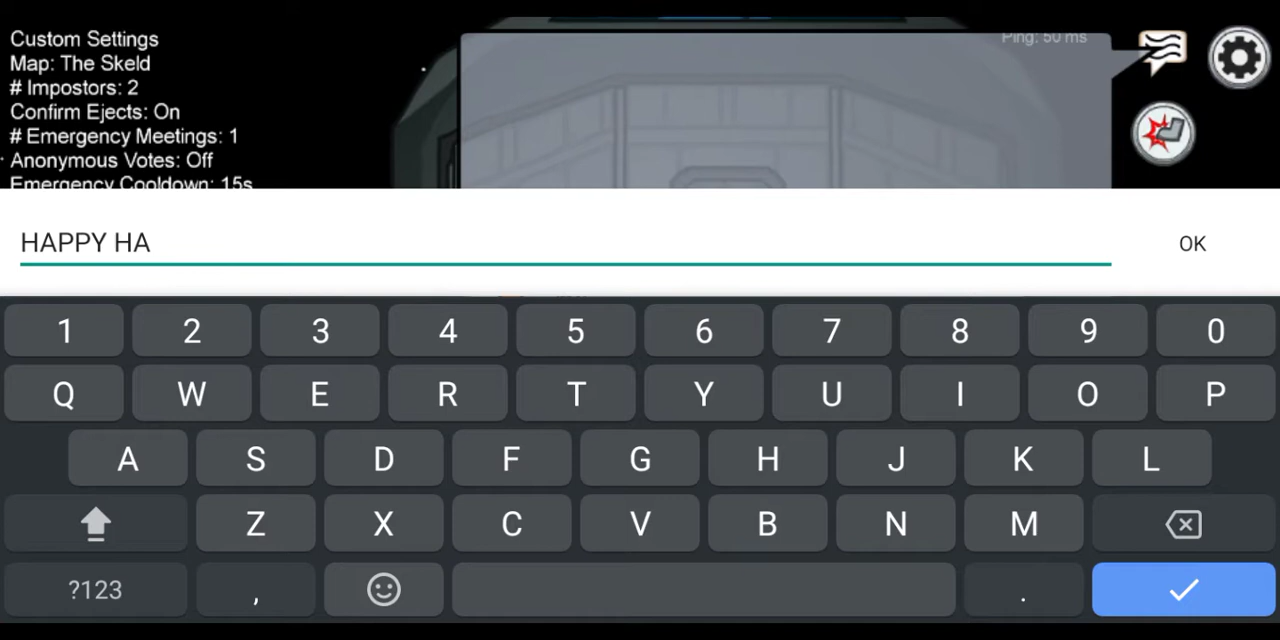 Custom Settings
Map: The Skeld
# Impostors: 2
Confirm Ejects: On
# Emergency Meetings: 1
Anonymous Votes: Off
Emergency Cooldown: 15s
Ping: 50 ms
HAPPY HA
OK
1 2 3 4 5 6 7 8 9 0
Q W E R T Y U I O P
A S D F G H J K L
Z X C V B N M
?123 , .